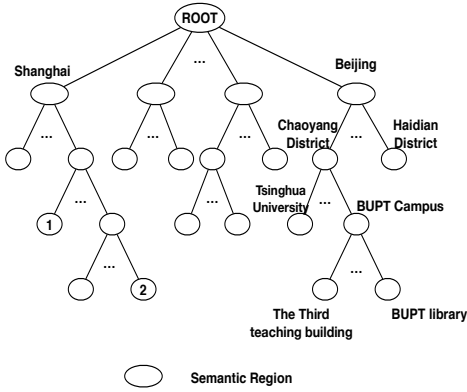 ROOT
...
Shanghai
Beijing
...
...
...
Chaoyang
District
...
Haidian
District
...
Tsinghua
University
...
BUPT Campus
1
...
2
...
The Third
teaching building
BUPT library
Semantic Region